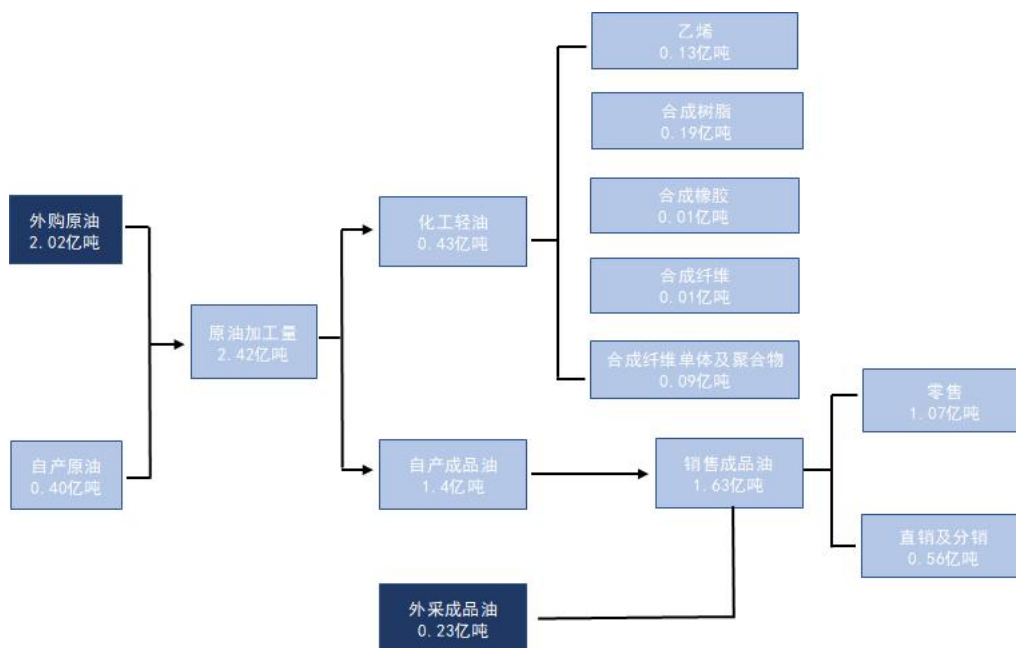 乙烯
0.13亿吨
合成树脂
0.19亿吨
合成橡胶
0.01亿吨
合成纤维
0.01亿吨
合成纤维单体及聚合物
0.09亿吨
外购原油
2.02亿吨
化工轻油
0.43亿吨
原油加工量
2.42亿吨
自产原油
0.40亿吨
自产成品油
1.4亿吨
销售成品油
1.63亿吨
零售
1.07亿吨
直销及分销
0.56亿吨
外采成品油
0.23亿吨